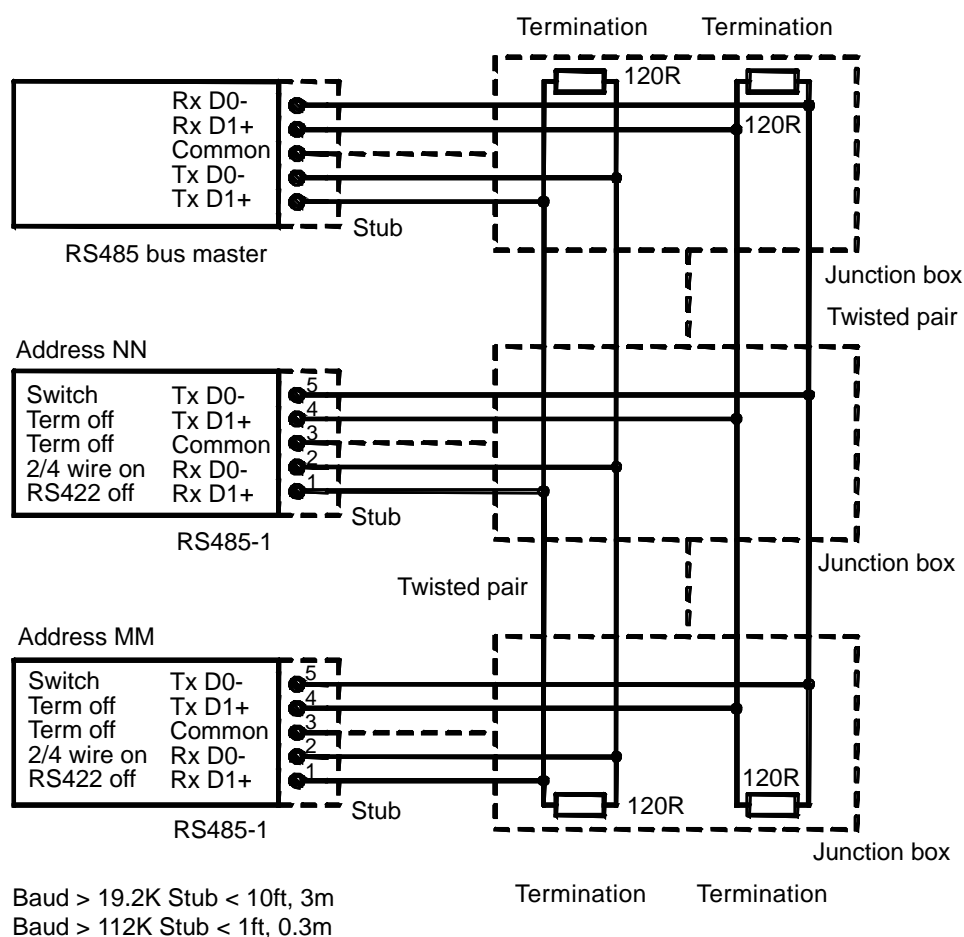 Termination
Termination
120R
120R
Rx D0-
Rx D1+
Common
Tx D0-
Tx D1+
Stub
RS485 bus master
Junction box
Twisted pair
Address NN
Switch Tx D0- 5
Term off Tx D1+ 4
Term off Common 3
2/4 wire on Rx D0- 2
RS422 off Rx D1+ 1
Stub
RS485-1
Junction box
Twisted pair
Address MM
Switch Tx D0- 5
Term off Tx D1+ 4
Term off Common 3
2/4 wire on Rx D0- 2
RS422 off Rx D1+ 1
120R
120R
Stub
RS485-1
Junction box
Baud > 19.2K Stub < 10ft, 3m
Baud > 112K Stub < 1ft, 0.3m
Termination
Termination